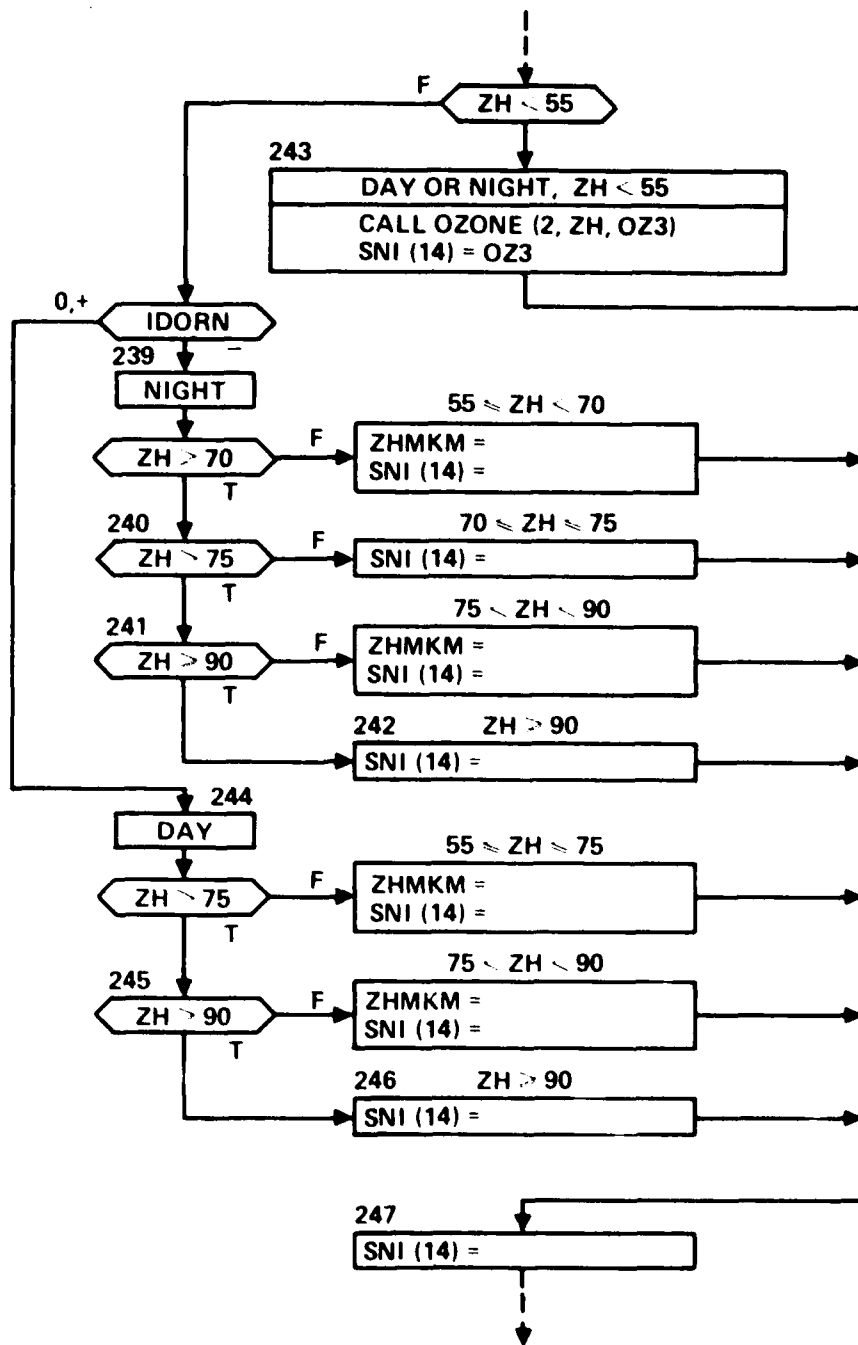 F
ZH < 55
243
DAY OR NIGHT, ZH < 55
CALL OZONE (2, ZH, OZ3)
SNI (14) = OZ3
0,+
IDORN
239
–
NIGHT
55 ≤ ZH < 70
ZH ≥ 70
F
ZHMKM =
SNI (14) =
T
240
70 ≤ ZH ≤ 75
ZH > 75
F
SNI (14) =
T
241
75 < ZH < 90
ZH ≥ 90
F
ZHMKM =
SNI (14) =
T
242
ZH ≥ 90
SNI (14) =
244
DAY
55 ≤ ZH ≤ 75
ZH > 75
F
ZHMKM =
SNI (14) =
T
75 < ZH < 90
245
ZH ≥ 90
F
ZHMKM =
SNI (14) =
T
246
ZH ≥ 90
SNI (14) =
247
SNI (14) =